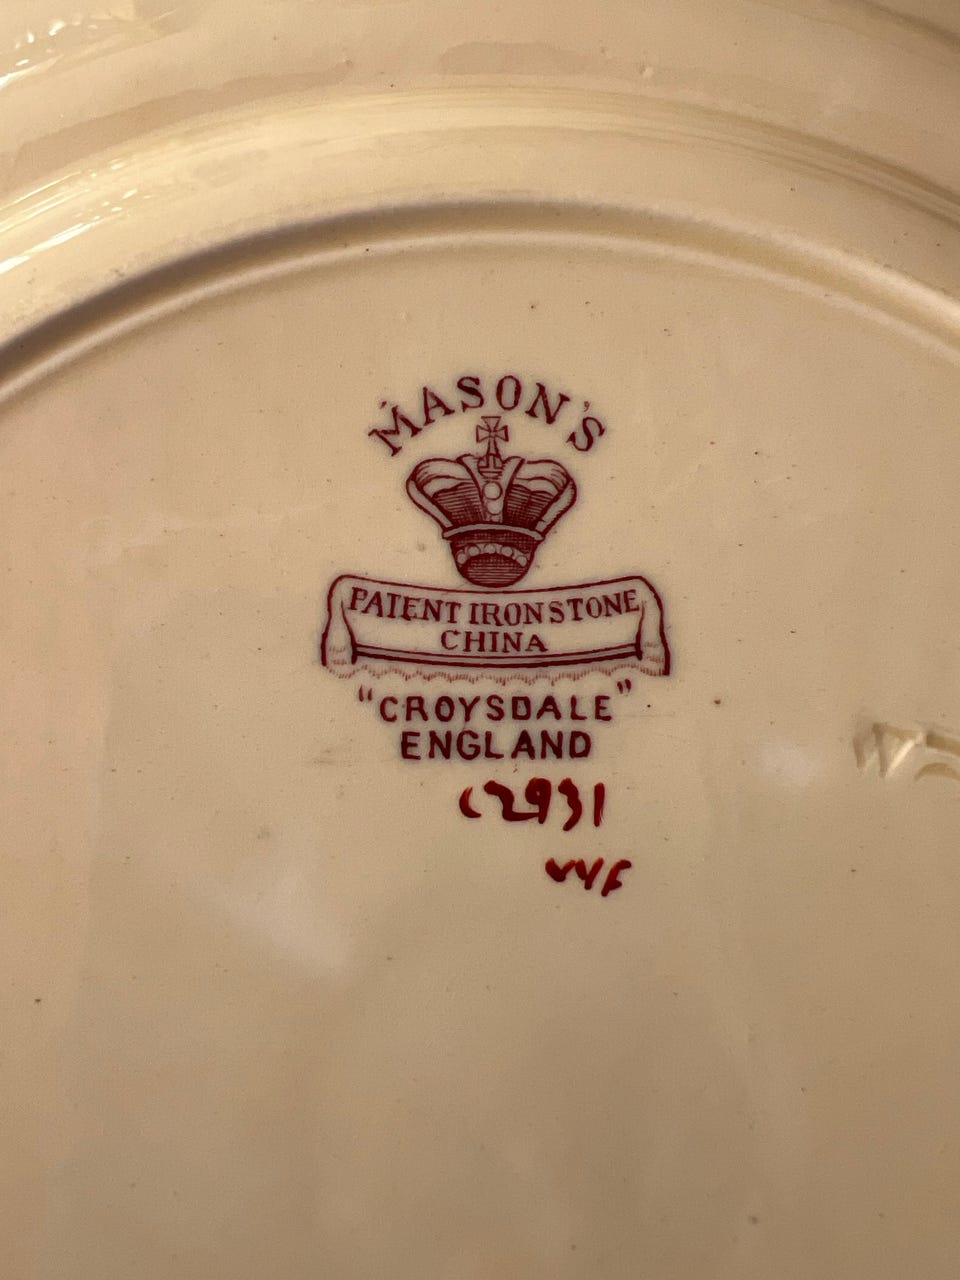 MASON'S
PATENT IRONSTONE
CHINA
"CROYSDALE"
ENGLAND
C2931